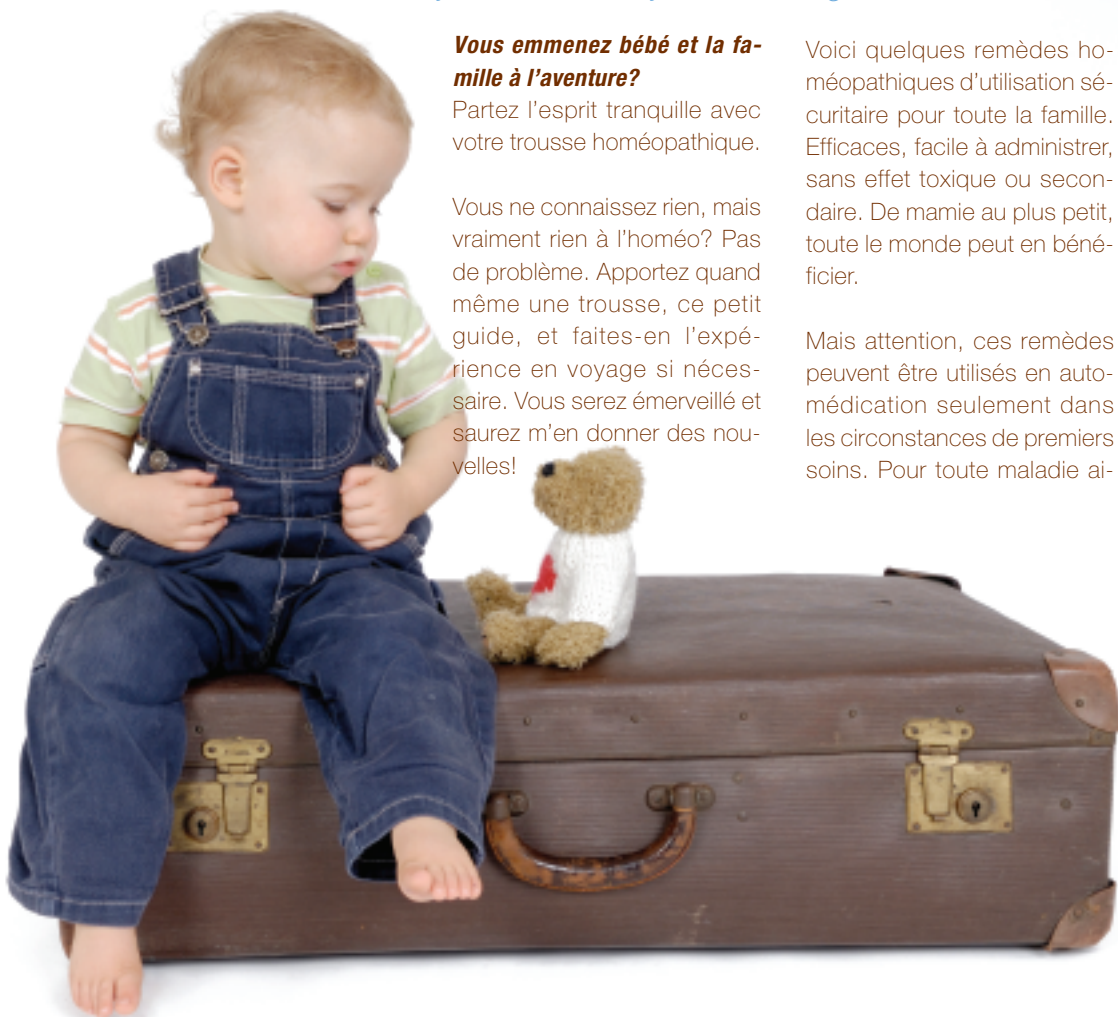 Vous emmenez bébé et la fa-
mille à l’aventure?
Partez l’esprit tranquille avec
votre trousse homéopathique.
Vous ne connaissez rien, mais
vraiment rien à l’homéo? Pas
de problème. Apportez quand
même une trousse, ce petit
guide, et faites-en l’expé-
rience en voyage si néces-
saire. Vous serez émerveillé et
saurez m’en donner des nou-
velles!
Voici quelques remèdes ho-
méopathiques d’utilisation sé-
curitaire pour toute la famille.
Efficaces, facile à administrer,
sans effet toxique ou secon-
daire. De mamie au plus petit,
toute le monde peut en béné-
ficier.
Mais attention, ces remèdes
peuvent être utilisés en auto-
médication seulement dans
les circonstances de premiers
soins. Pour toute maladie ai-